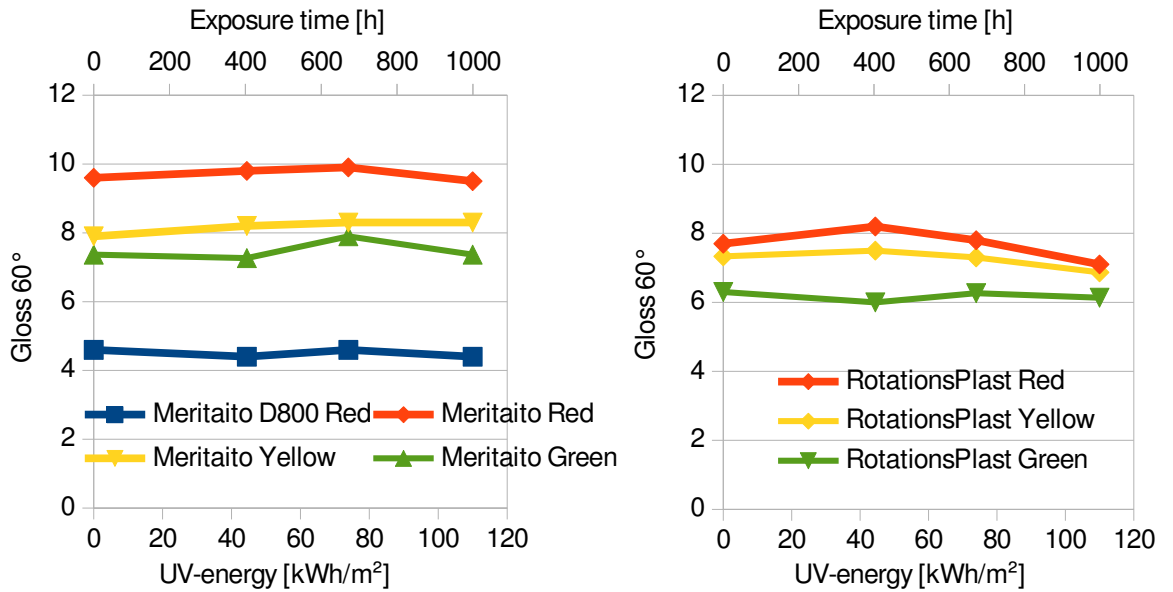 Exposure time [h]
0 200 400 600 800 1000
12
10
8
6
4
2
0
Gloss 60°
Meritaito D800 Red Meritaito Red
Meritaito Yellow Meritaito Green
0 20 40 60 80 100 120
UV-energy [kWh/m²]
Exposure time [h]
0 200 400 600 800 1000
12
10
8
6
4
2
0
Gloss 60°
RotationsPlast Red
RotationsPlast Yellow
RotationsPlast Green
0 20 40 60 80 100 120
UV-energy [kWh/m²]